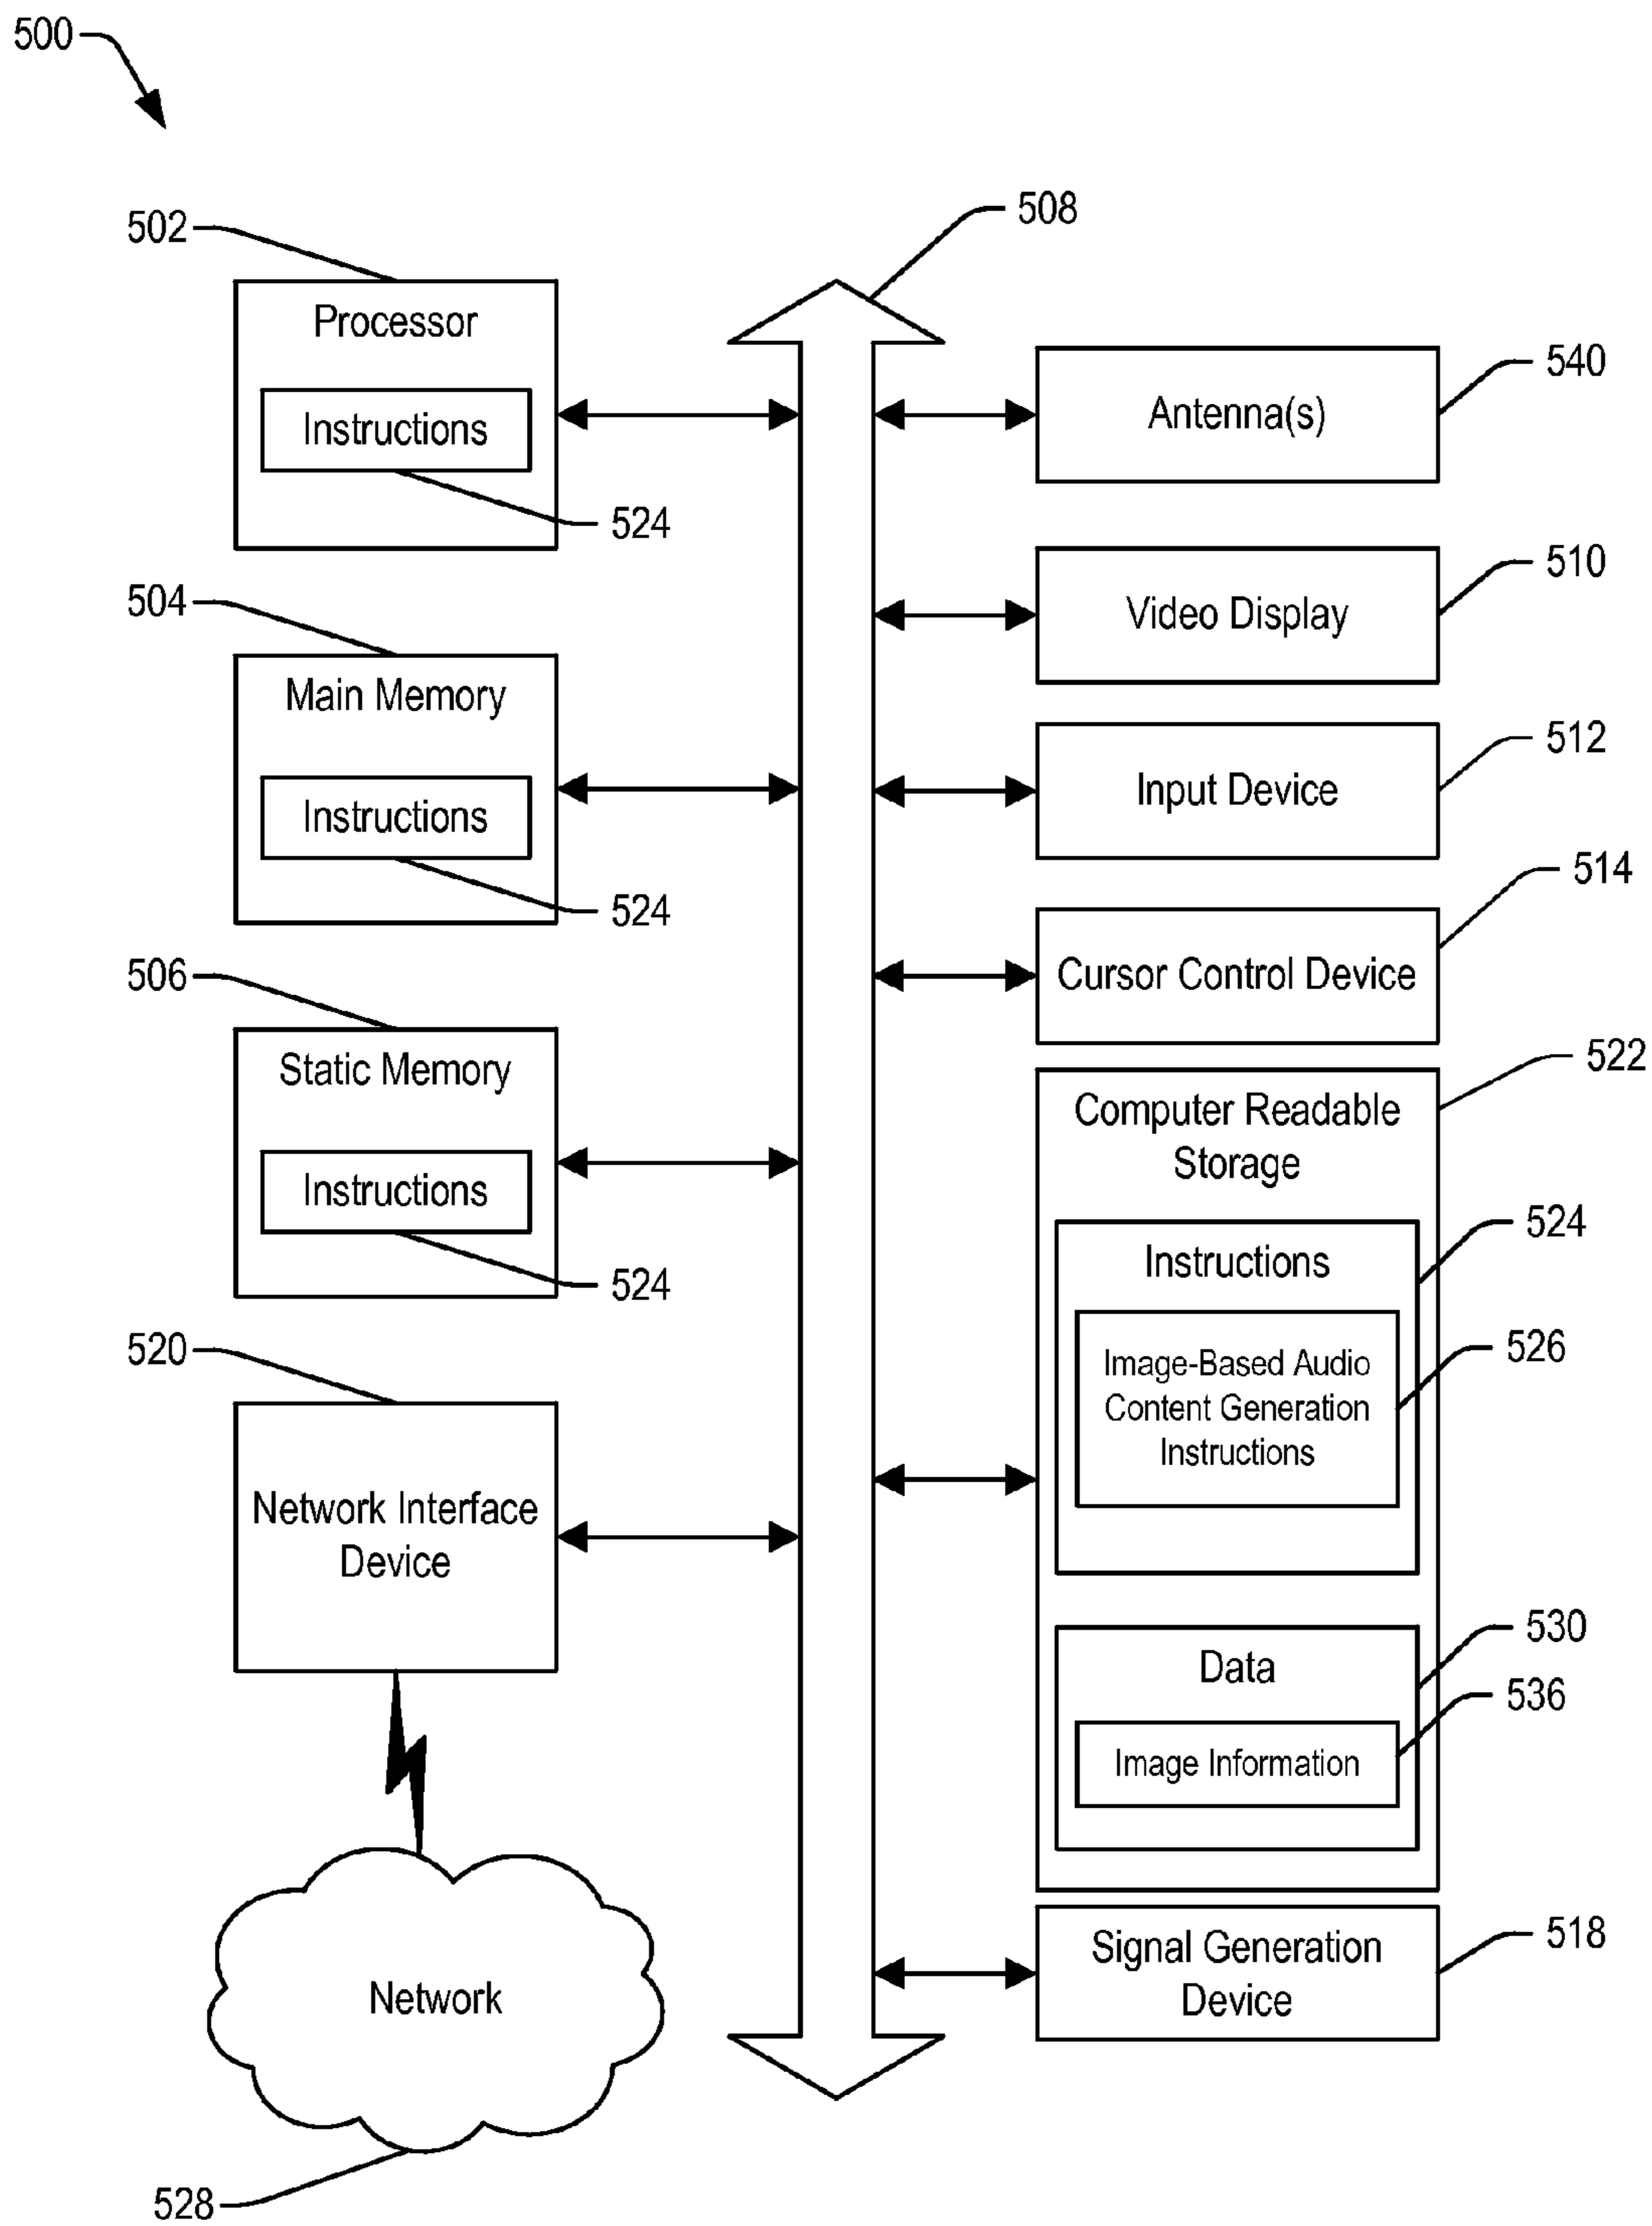 500
502
508
Processor
Instructions
524
540
Antenna(s)
504
Main Memory
Instructions
524
510
Video Display
512
Input Device
506
Static Memory
Instructions
524
514
Cursor Control Device
522
Computer Readable
Storage
524
Instructions
526
Image-Based Audio
Content Generation
Instructions
520
Network Interface
Device
530
Data
536
Image Information
Network
528
518
Signal Generation
Device